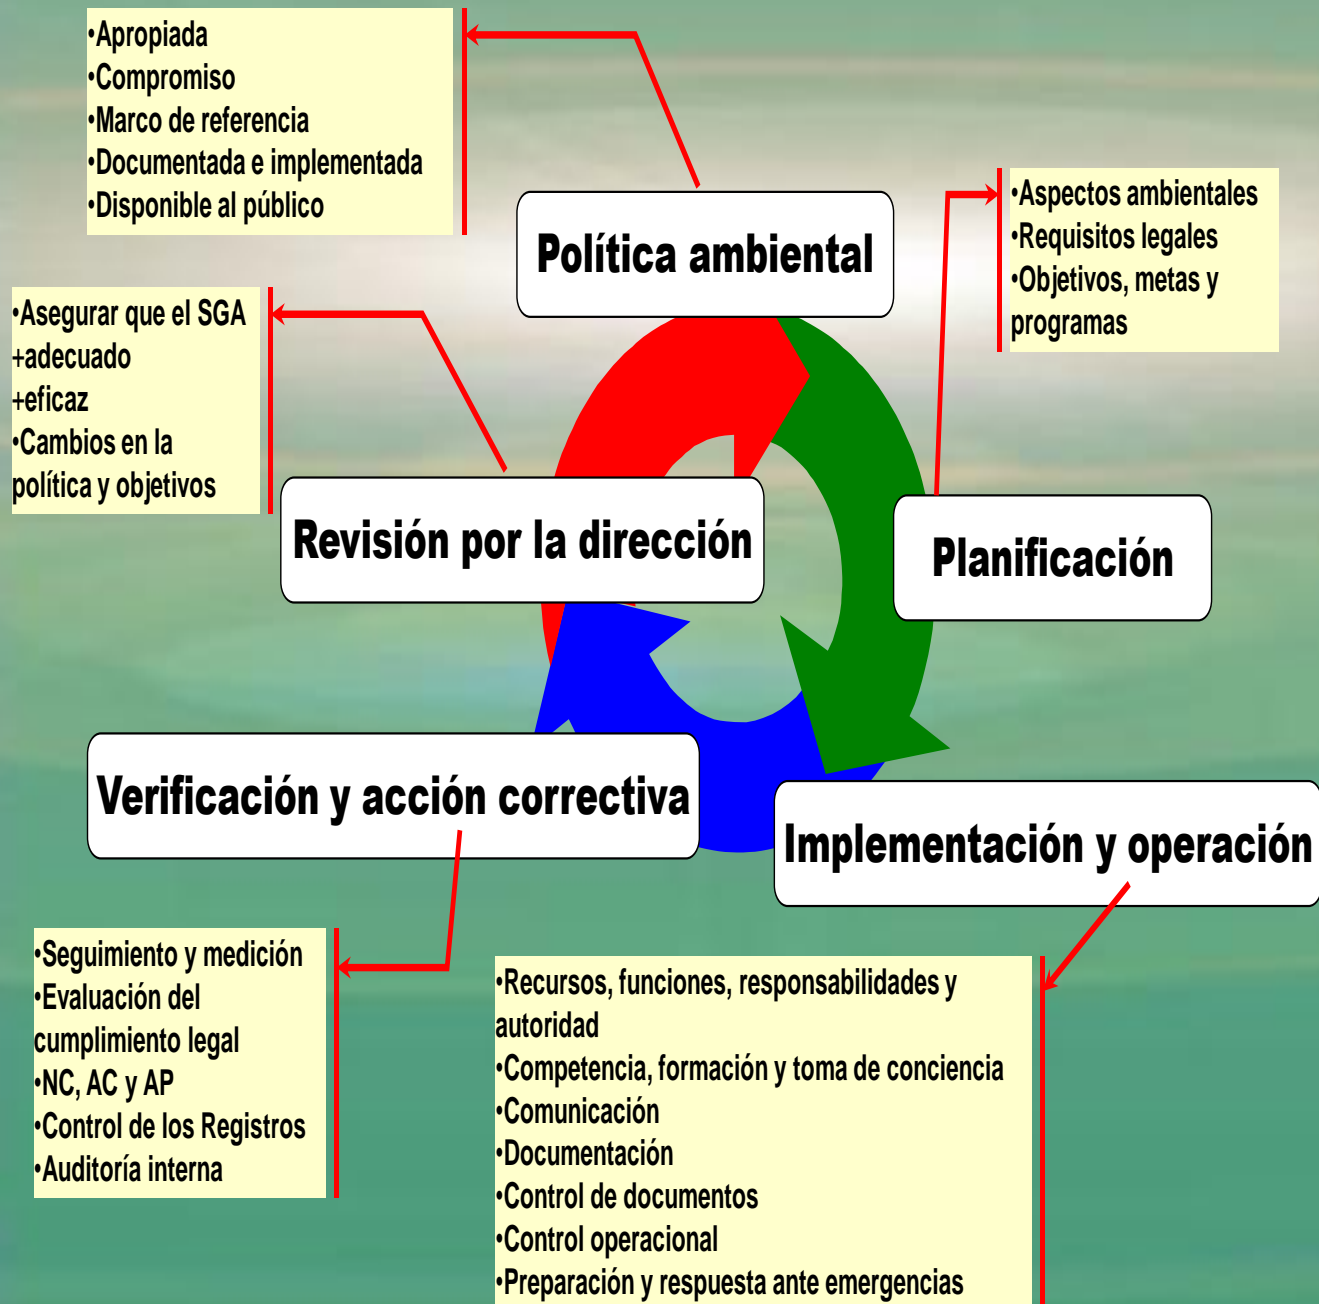 •Apropiada
•Compromiso
•Marco de referencia
•Documentada e implementada
•Disponible al público
Política ambiental
•Aspectos ambientales
•Requisitos legales
•Objetivos, metas y
programas
•Asegurar que el SGA
+adecuado
+eficaz
•Cambios en la
política y objetivos
Revisión por la dirección
Planificación
Verificación y acción correctiva
Implementación y operación
•Seguimiento y medición
•Evaluación del
cumplimiento legal
•NC, AC y AP
•Control de los Registros
•Auditoría interna
•Recursos, funciones, responsabilidades y
autoridad
•Competencia, formación y toma de conciencia
•Comunicación
•Documentación
•Control de documentos
•Control operacional
•Preparación y respuesta ante emergencias